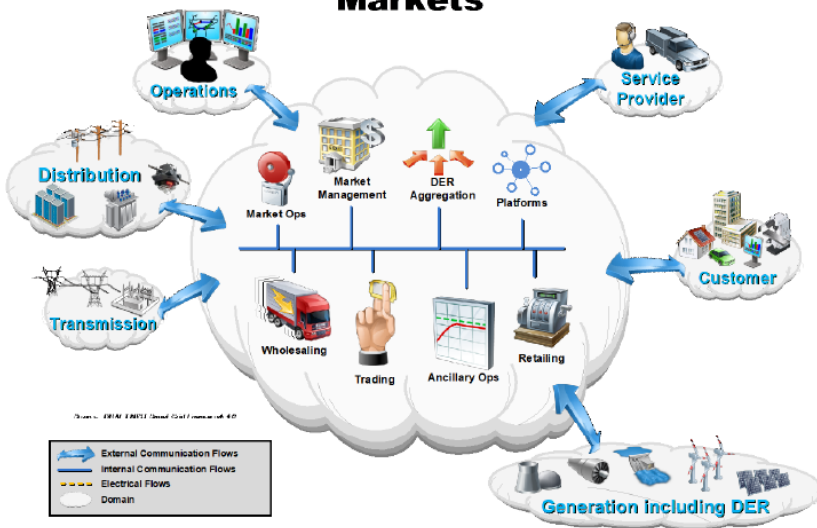 Markets
Operations
Service
Provider
Distribution
Market Ops
Market
Management
DER
Aggregation
Platforms
Customer
Transmission
Wholesaling
Trading
Ancillary Ops
Retailing
External Communication Flows
Internal Communication Flows
Electrical Flows
Domain
Generation including DER